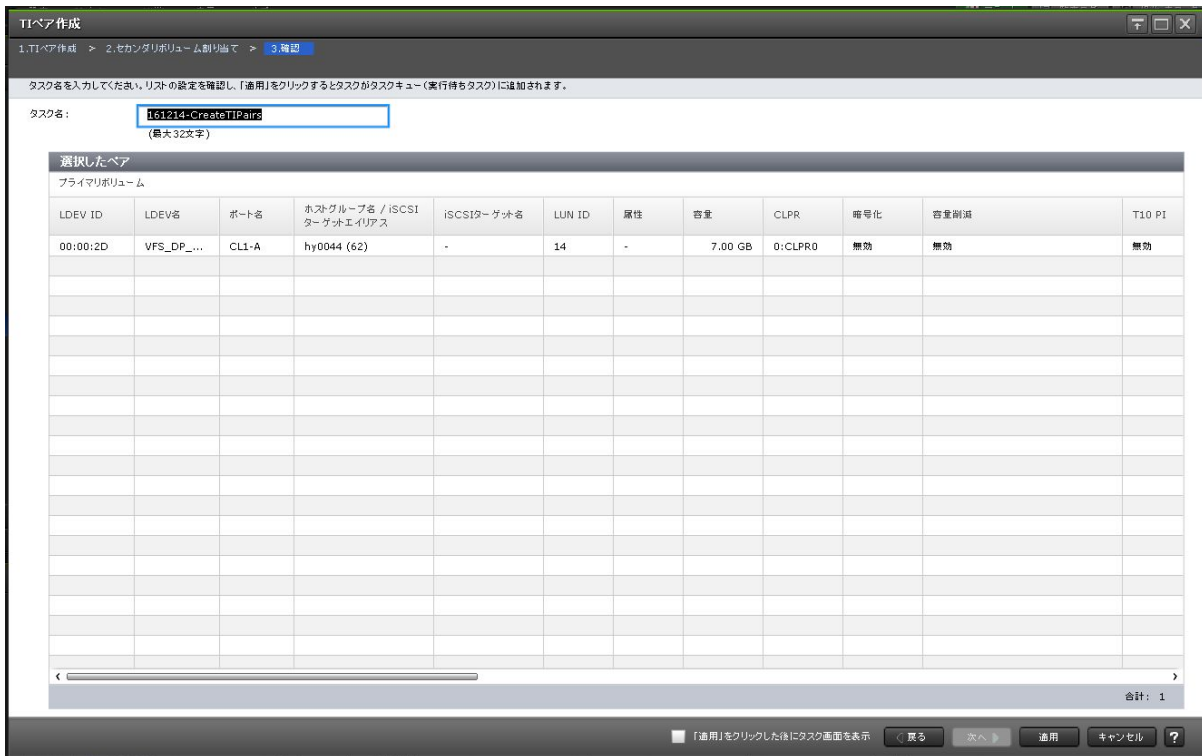 TIペア作成
1.TIペア作成 > 2.セカンダリボリューム割り当て > 3.確認
タスク名を入力してください。リストの設定を確認し、「適用」をクリックするとタスクがタスクキュー(実行待ちタスク)に追加されます。
タスク名: 161214-CreateTIPairs
(最大32文字)
選択したペア
プライマリボリューム
LDEV ID LDEV名 ポート名 ホストグループ名 / iSCSI ターゲットエイリアス iSCSIターゲット名 LUN ID 属性 容量 CLPR 暗号化 容量削減 T10 PI
00:00:2D VFS_DP_... CL1-A hy0044 (62) - 14 - 7.00 GB 0:CLPR0 無効 無効 無効
合計: 1
「適用」をクリックした後にタスク画面を表示 戻る 次へ 適用 キャンセル ?